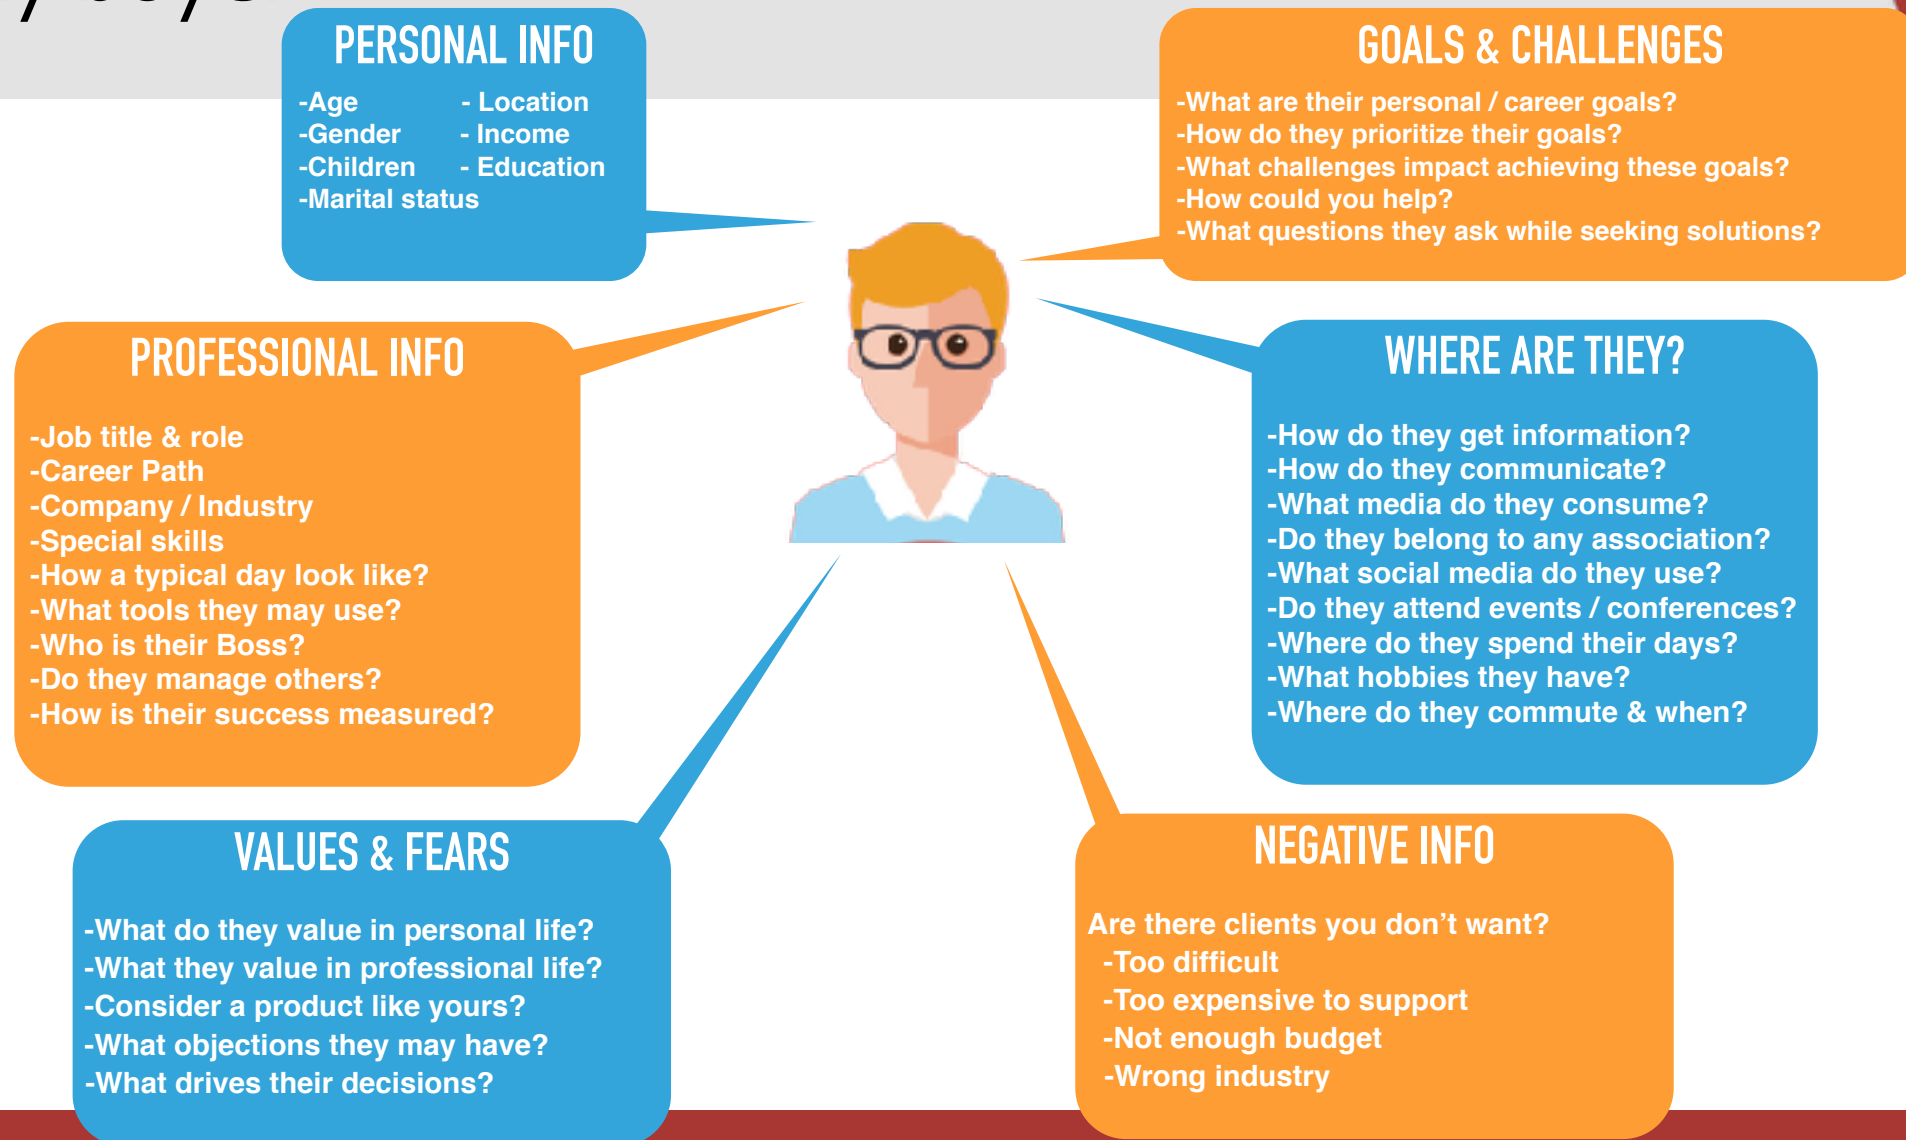 PERSONAL INFO
-Age - Location
-Gender - Income
-Children - Education
-Marital status
GOALS & CHALLENGES
-What are their personal / career goals?
-How do they prioritize their goals?
-What challenges impact achieving these goals?
-How could you help?
-What questions they ask while seeking solutions?
PROFESSIONAL INFO
-Job title & role
-Career Path
-Company / Industry
-Special skills
-How a typical day look like?
-What tools they may use?
-Who is their Boss?
-Do they manage others?
-How is their success measured?
WHERE ARE THEY?
-How do they get information?
-How do they communicate?
-What media do they consume?
-Do they belong to any association?
-What social media do they use?
-Do they attend events / conferences?
-Where do they spend their days?
-What hobbies they have?
-Where do they commute & when?
VALUES & FEARS
-What do they value in personal life?
-What they value in professional life?
-Consider a product like yours?
-What objections they may have?
-What drives their decisions?
NEGATIVE INFO
Are there clients you don’t want?
-Too difficult
-Too expensive to support
-Not enough budget
-Wrong industry